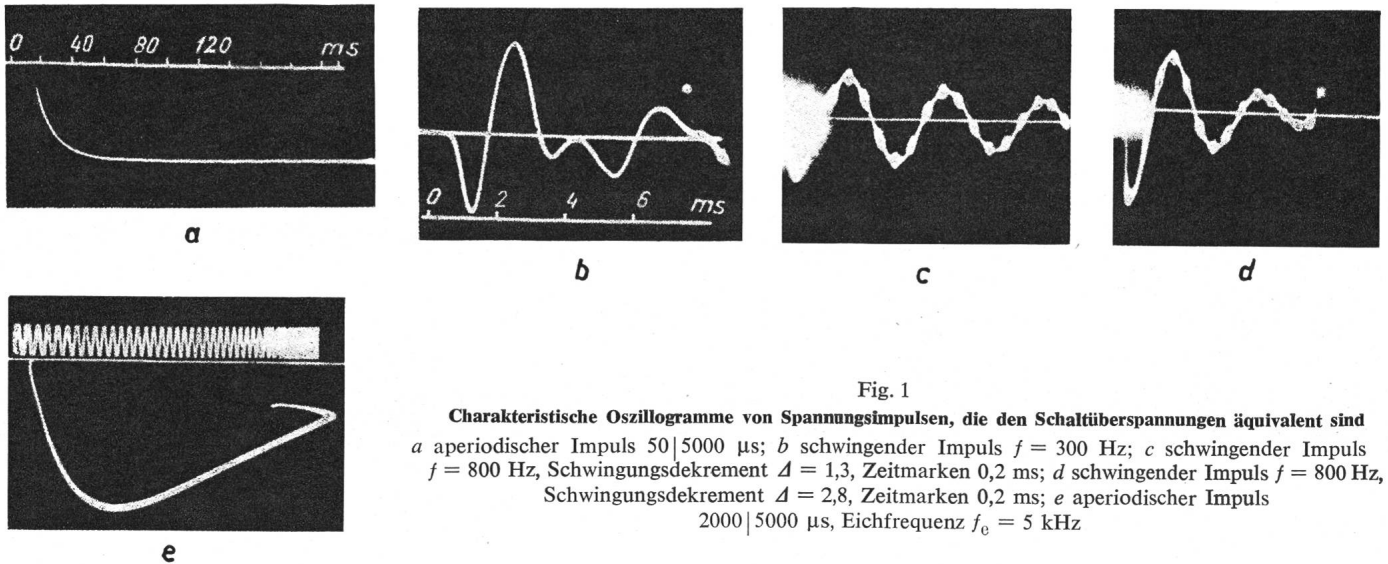 0 40 80 120 ms
a
0 2 4 6 ms
b
c
d
e
Fig. 1
Charakteristische Oszillogramme von Spannungsimpulsen, die den Schaltüberspannungen äquivalent sind
a aperiodischer Impuls 50|5000 μs; b schwingender Impuls f = 300 Hz; c schwingender Impuls
f = 800 Hz, Schwingungsdekrement Δ = 1,3, Zeitmarken 0,2 ms; d schwingender Impuls f = 800 Hz,
Schwingungsdekrement Δ = 2,8, Zeitmarken 0,2 ms; e aperiodischer Impuls
2000|5000 μs, Eichfrequenz fe = 5 kHz